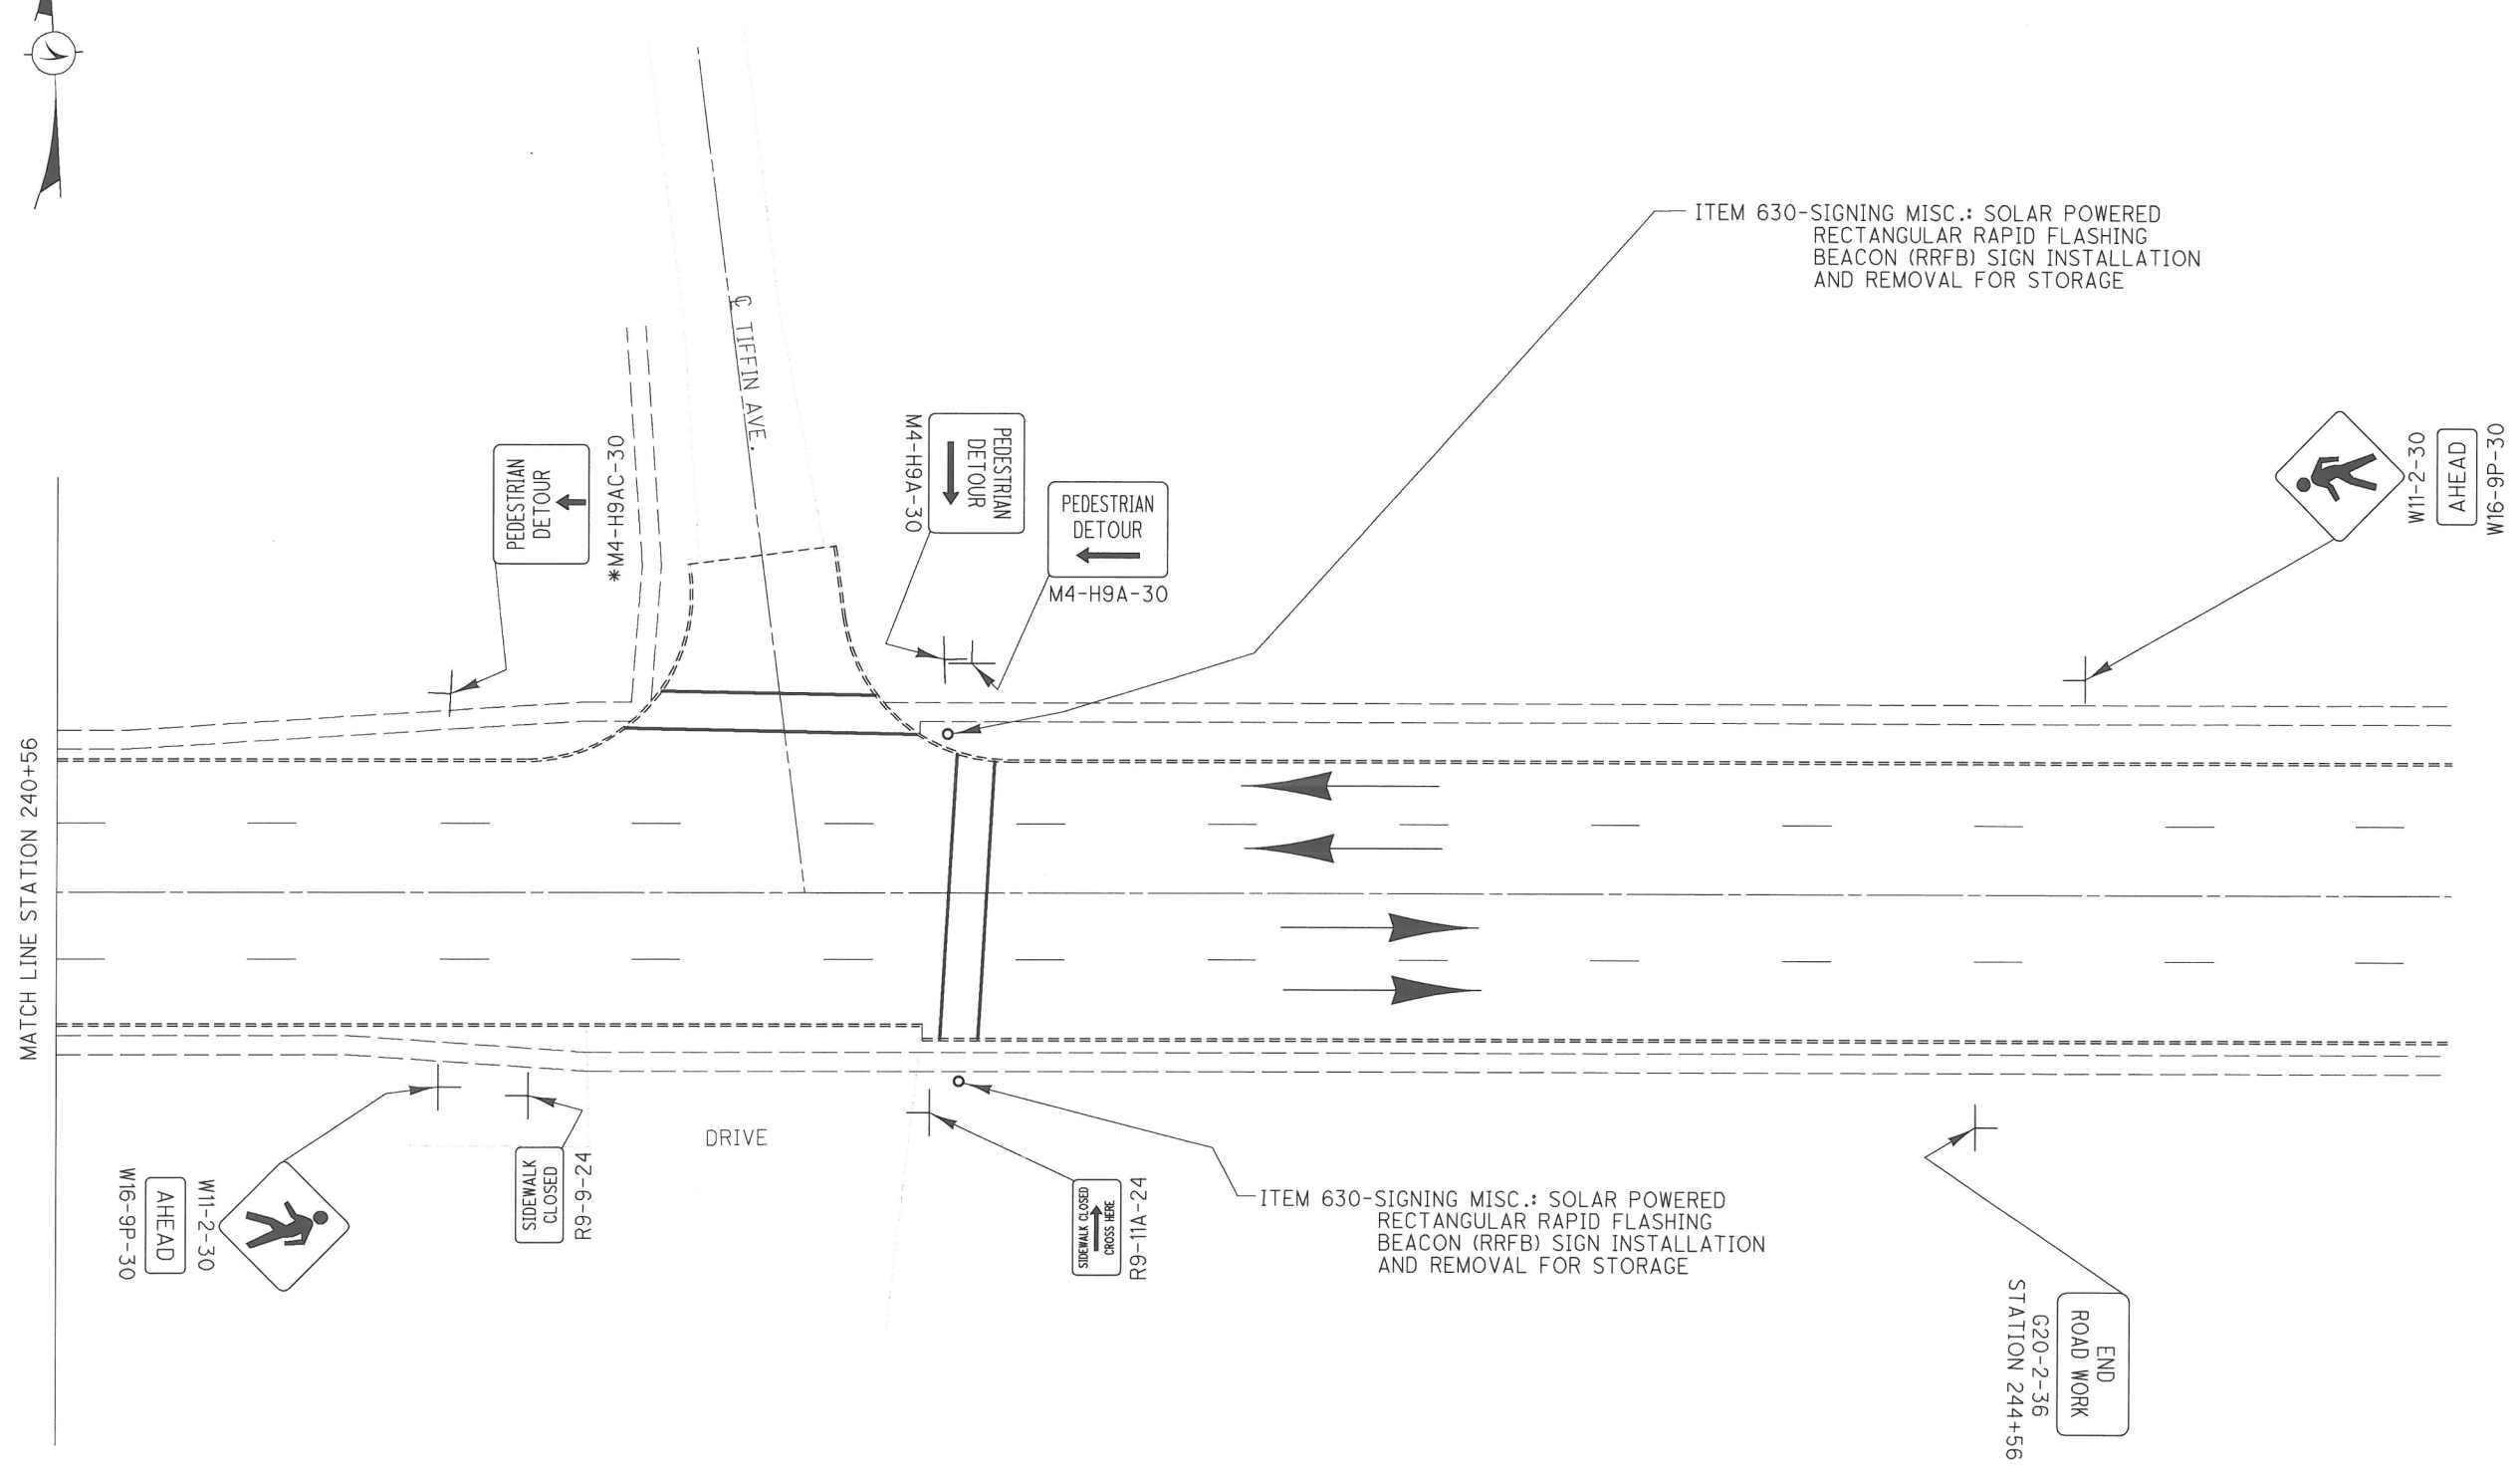 ITEM 630-SIGNING MISC.: SOLAR POWERED
RECTANGULAR RAPID FLASHING
BEACON (RRFB) SIGN INSTALLATION
AND REMOVAL FOR STORAGE
℄ TIFFIN AVE.
PEDESTRIAN
DETOUR
*M4-H9AC-30
PEDESTRIAN
DETOUR
M4-H9A-30
PEDESTRIAN
DETOUR
M4-H9A-30
W11-2-30
AHEAD
W16-9P-30
MATCH LINE STATION 240+56
W16-9P-30
AHEAD
W11-2-30
SIDEWALK
CLOSED
R9-9-24
DRIVE
SIDEWALK CLOSED
CROSS HERE
R9-11A-24
ITEM 630-SIGNING MISC.: SOLAR POWERED
RECTANGULAR RAPID FLASHING
BEACON (RRFB) SIGN INSTALLATION
AND REMOVAL FOR STORAGE
END
ROAD WORK
G20-2-36
STATION 244+56